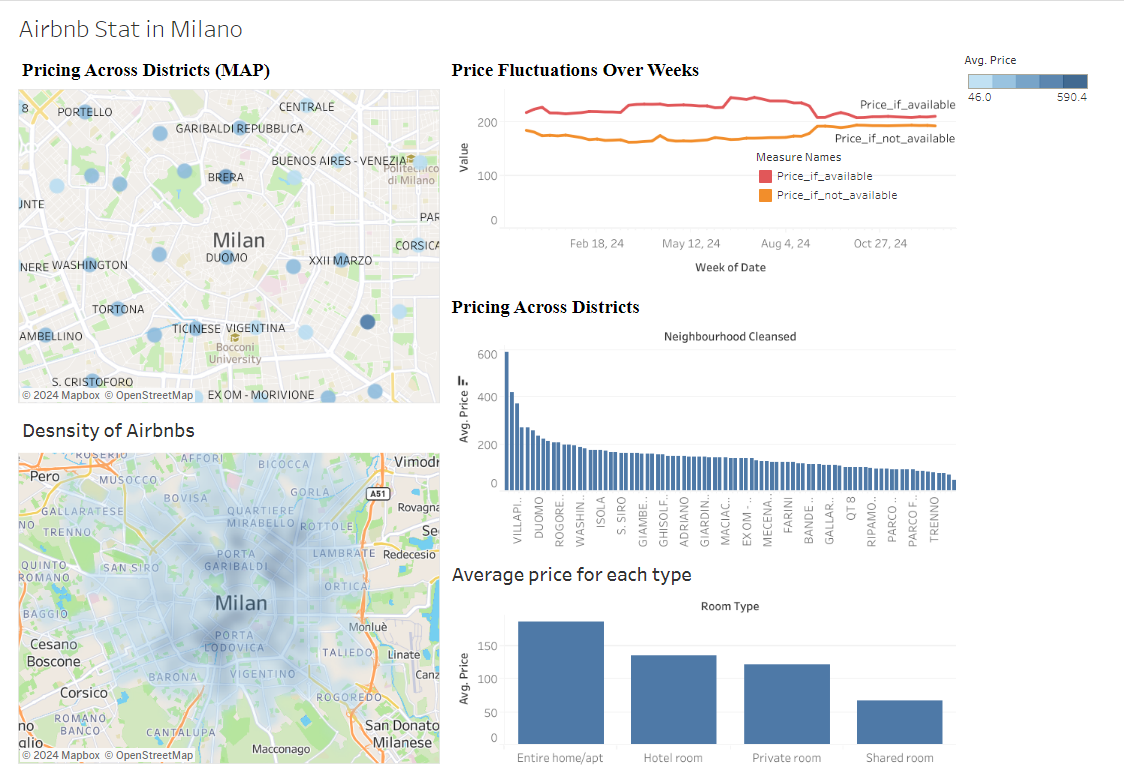 Airbnb Stat in Milano
Pricing Across Districts (MAP)
8
PORTELLO
CENTRALE
GARIBALDI REPUBBLICA
BUENOS AIRES - VENEZIA
Politecnico
di Milano
BRERA
UNTE
PAR
Milan
CORSICA
DUOMO
XXII MARZO
NERE WASHINGTON
TORTONA
TICINESE VIGENTINA
AMBELLINO
Bocconi
University
S. CRISTOFORO
© 2024 Mapbox © OpenStreetMap
EX OM - MORIVIONE
Desnsity of Airbnbs
ROSERIO
AFFORI
BICOCCA
Vimodr
Pero
MUSOCCO
GORLA
A51
BOVISA
Rovagna
GALLARATESE
QUARTIERE
MIRABELLO
ROTTOLE
NO
TRENNO
Se
PORTA
GARIBALDI
LAMBRATE
Redecesio
QUINTO
ROMANO
SAN SIRO
ORTICA
BAGGIO
Milan
Monluè
Cesano
Boscone
PORTA
LODOVICA
TALIEDO
Linate
BARONA
VIGENTINO
Canz
Corsico
ROGOREDO
ROMANO
BANCO
no
CANTALUPA
San Donato
Milanese
glio
Macconago
© 2024 Mapbox © OpenStreetMap
Price Fluctuations Over Weeks
Value
200
100
0
Price_if_available
Price_if_not_available
Measure Names
Price_if_available
Price_if_not_available
Feb 18, 24
May 12, 24
Aug 4, 24
Oct 27, 24
Week of Date
Avg. Price
46.0
590.4
Pricing Across Districts
Neighbourhood Cleansed
Avg. Price
600
400
200
0
VILLAPI..
DUOMO
ROGORE..
WASHIN..
ISOLA
S. SIRO
GIAMBE..
GHISOLF..
ADRIANO
GIARDIN..
MACIAC..
EX OM - ..
MECENA..
FARINI
BANDE ..
GALLAR..
QT 8
RIPAMO..
PARCO ..
PARCO F..
TRENNO
Average price for each type
Room Type
Avg. Price
150
100
50
0
Entire home/apt
Hotel room
Private room
Shared room